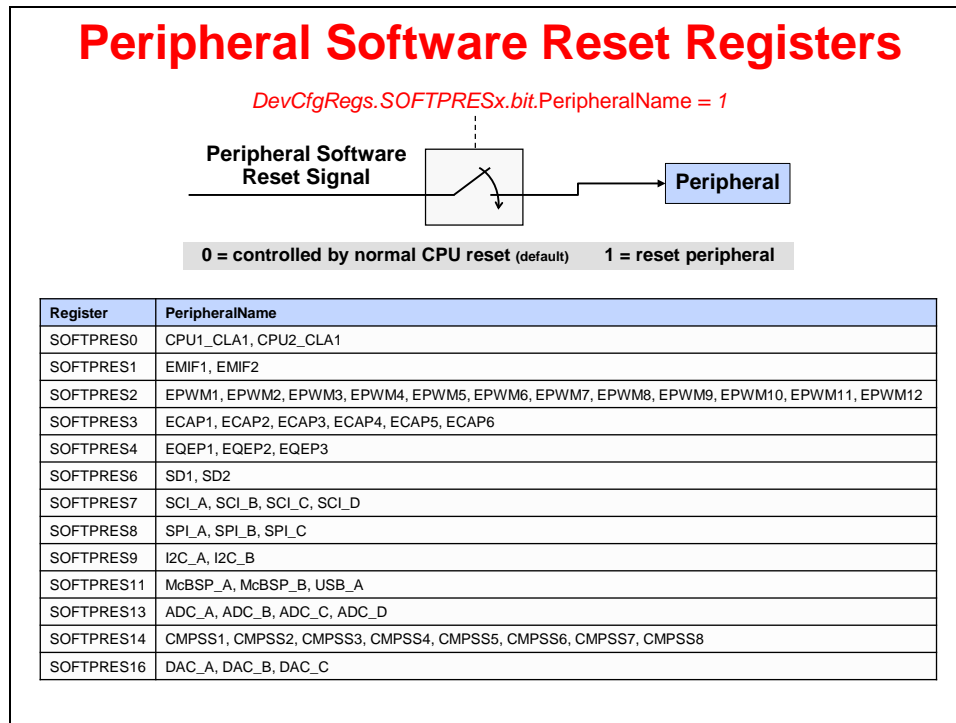 Peripheral Software Reset Registers
DevCfgRegs.SOFTPRESx.bit.PeripheralName = 1
Peripheral Software
Reset Signal
Peripheral
0 = controlled by normal CPU reset (default) 1 = reset peripheral
Register PeripheralName
SOFTPRES0 CPU1_CLA1, CPU2_CLA1
SOFTPRES1 EMIF1, EMIF2
SOFTPRES2 EPWM1, EPWM2, EPWM3, EPWM4, EPWM5, EPWM6, EPWM7, EPWM8, EPWM9, EPWM10, EPWM11, EPWM12
SOFTPRES3 ECAP1, ECAP2, ECAP3, ECAP4, ECAP5, ECAP6
SOFTPRES4 EQEP1, EQEP2, EQEP3
SOFTPRES6 SD1, SD2
SOFTPRES7 SCI_A, SCI_B, SCI_C, SCI_D
SOFTPRES8 SPI_A, SPI_B, SPI_C
SOFTPRES9 I2C_A, I2C_B
SOFTPRES11 McBSP_A, McBSP_B, USB_A
SOFTPRES13 ADC_A, ADC_B, ADC_C, ADC_D
SOFTPRES14 CMPSS1, CMPSS2, CMPSS3, CMPSS4, CMPSS5, CMPSS6, CMPSS7, CMPSS8
SOFTPRES16 DAC_A, DAC_B, DAC_C